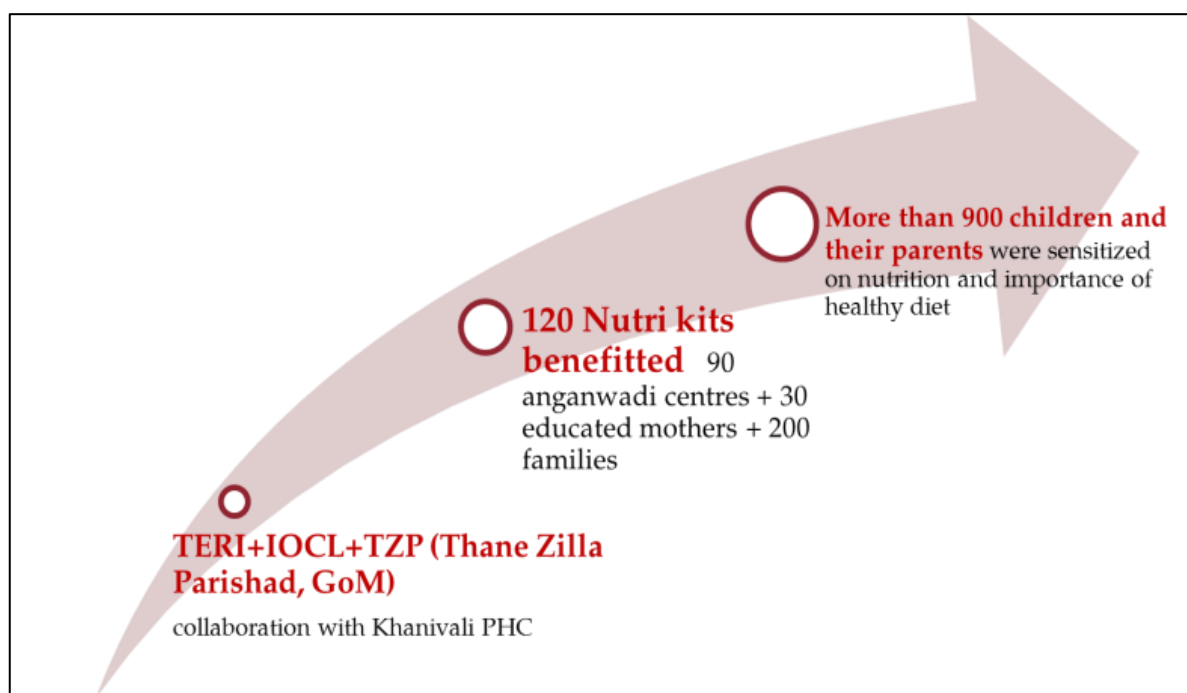 TERI+IOCL+TZP (Thane Zilla
Parishad, GoM)
collaboration with Khanivali PHC
120 Nutri kits
benefitted 90
anganwadi centres + 30
educated mothers + 200
families
More than 900 children and
their parents were sensitized
on nutrition and importance of
healthy diet